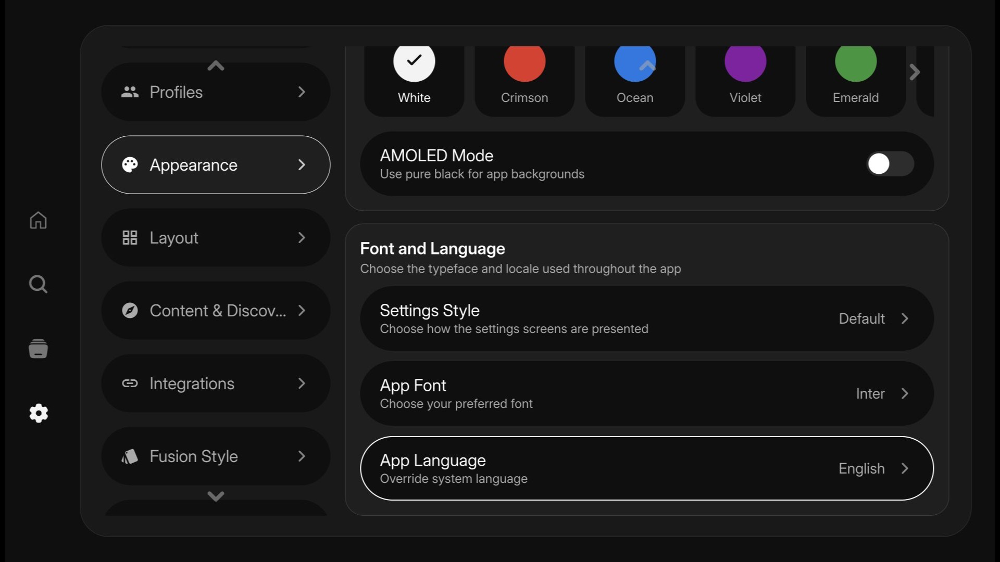 Profiles
Appearance
Layout
Content & Discov...
Integrations
Fusion Style
White
Crimson
Ocean
Violet
Emerald
AMOLED Mode
Use pure black for app backgrounds
Font and Language
Choose the typeface and locale used throughout the app
Settings Style
Choose how the settings screens are presented
Default
App Font
Choose your preferred font
Inter
App Language
Override system language
English